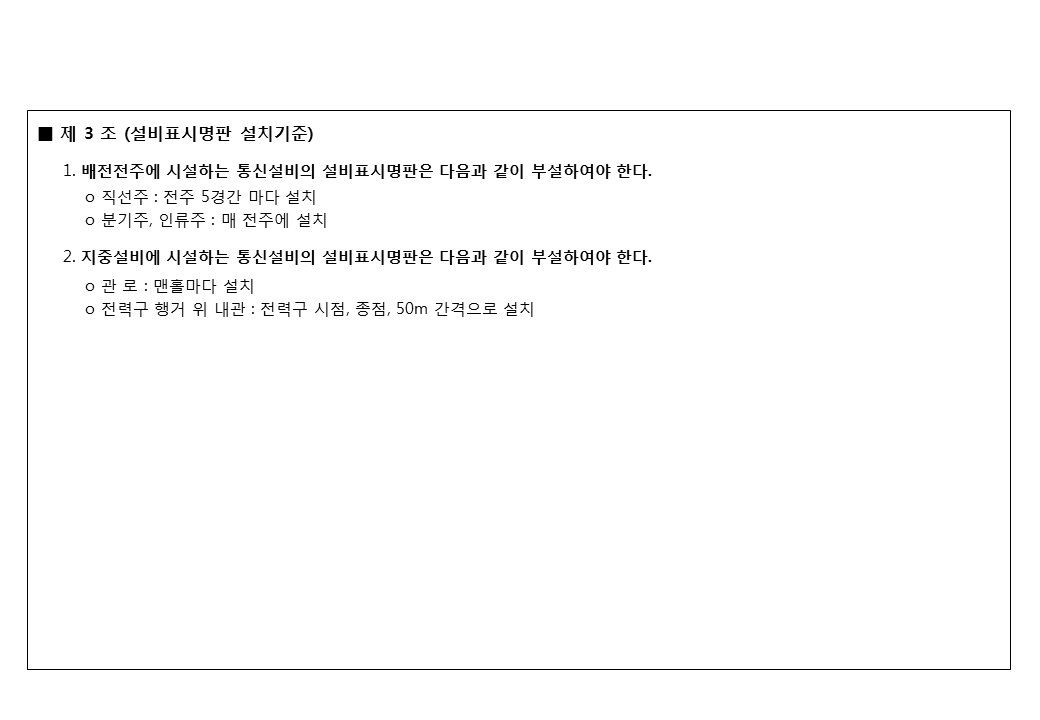 ■ 제 3 조 (설비표시명판 설치기준)
1. 배전전주에 시설하는 통신설비의 설비표시명판은 다음과 같이 부설하여야 한다.
o 직선주 : 전주 5경간 마다 설치
o 분기주, 인류주 : 매 전주에 설치
2. 지중설비에 시설하는 통신설비의 설비표시명판은 다음과 같이 부설하여야 한다.
o 관 로 : 맨홀마다 설치
o 전력구 행거 위 내관 : 전력구 시점, 종점, 50m 간격으로 설치